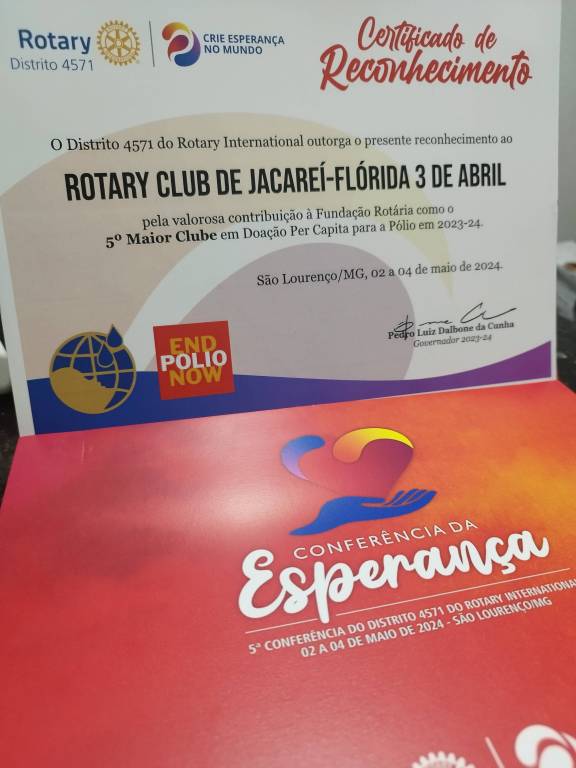 Rotary
Distrito 4571
CRIE ESPERANÇA
NO MUNDO
Certificado de
Reconhecimento
O Distrito 4571 do Rotary International outorga o presente reconhecimento ao
ROTARY CLUB DE JACAREÍ-FLÓRIDA 3 DE ABRIL
pela valorosa contribuição à Fundação Rotária como o
5º Maior Clube em Doação Per Capita para a Pólio em 2023-24.
São Lourenço/MG, 02 a 04 de maio de 2024.
Pedro Luiz Dalbone da Cunha
Governador 2023-24
END
POLIO
NOW
CONFERÊNCIA DA
Esperança
5ª CONFERÊNCIA DO DISTRITO 4571 DO ROTARY INTERNATIONAL
02 A 04 DE MAIO DE 2024 - SÃO LOURENÇO/MG